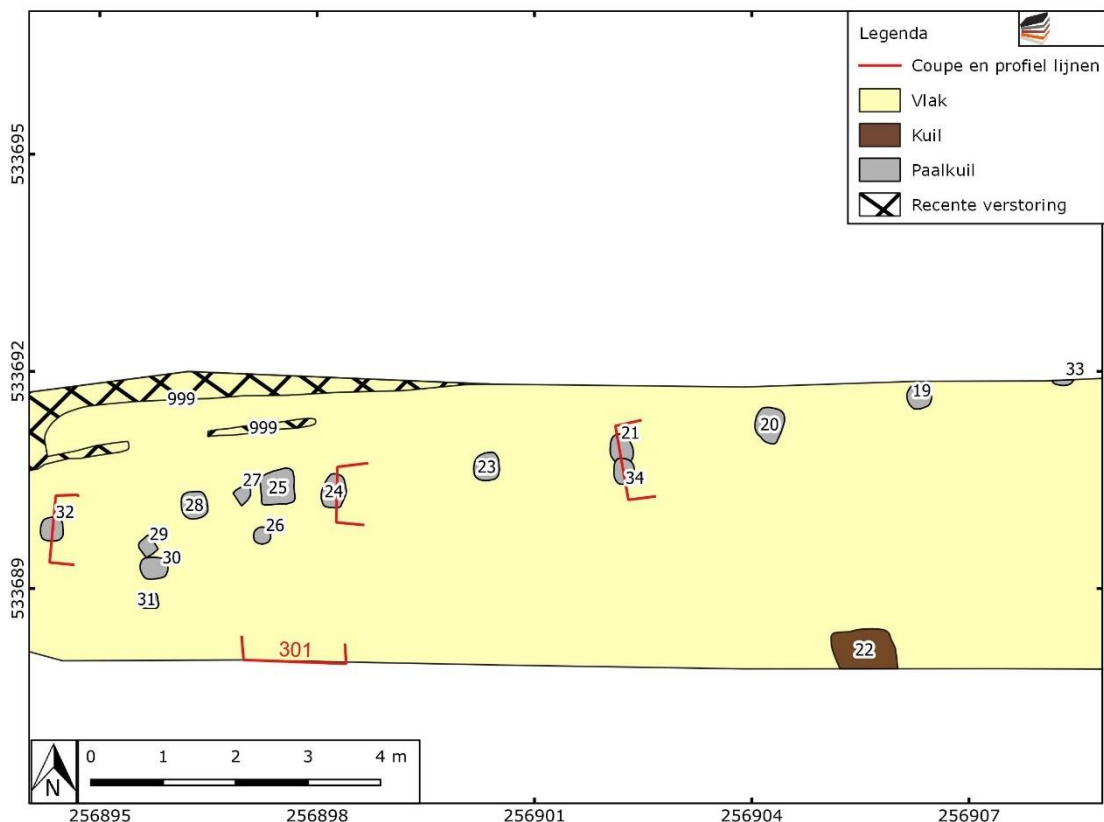 Legenda
Coupe en profiel lijnen
Vlak
Kuil
Paalkuil
Recente verstoring
533695
533692
533689
33
19
999
20
999
21
23
34
27
25
24
28
32
26
29
30
31
301
22
0 1 2 3 4 m
N
256895 256898 256901 256904 256907